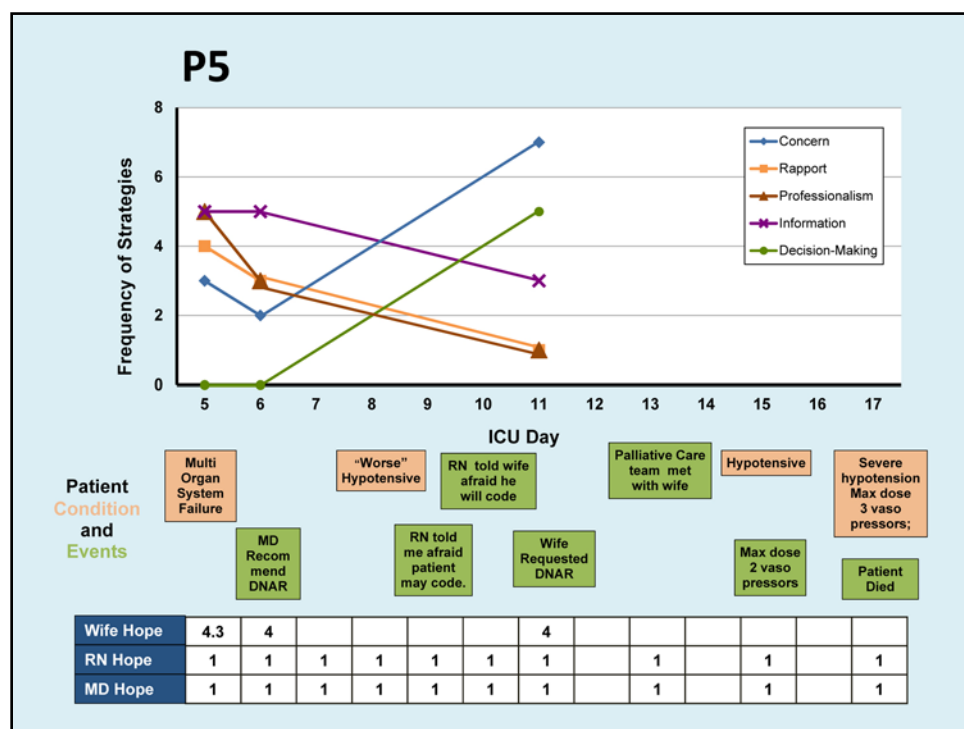 P5
8
6
4
2
0
Frequency of Strategies
Concern
Rapport
Professionalism
Information
Decision-Making
5 6 7 8 9 10 11 12 13 14 15 16 17
ICU Day
Patient
Condition
and
Events
Multi
Organ
System
Failure
MD
Recom
mend
DNAR
“Worse”
Hypotensive
RN told
me afraid
patient
may code.
RN told wife
afraid he
will code
Wife
Requested
DNAR
Palliative Care
team met
with wife
Hypotensive
Max dose
2 vaso
pressors
Severe
hypotension
Max dose
3 vaso
pressors;
Patient
Died
Wife Hope 4.3 4 4
RN Hope 1 1 1 1 1 1 1 1 1 1
MD Hope 1 1 1 1 1 1 1 1 1 1